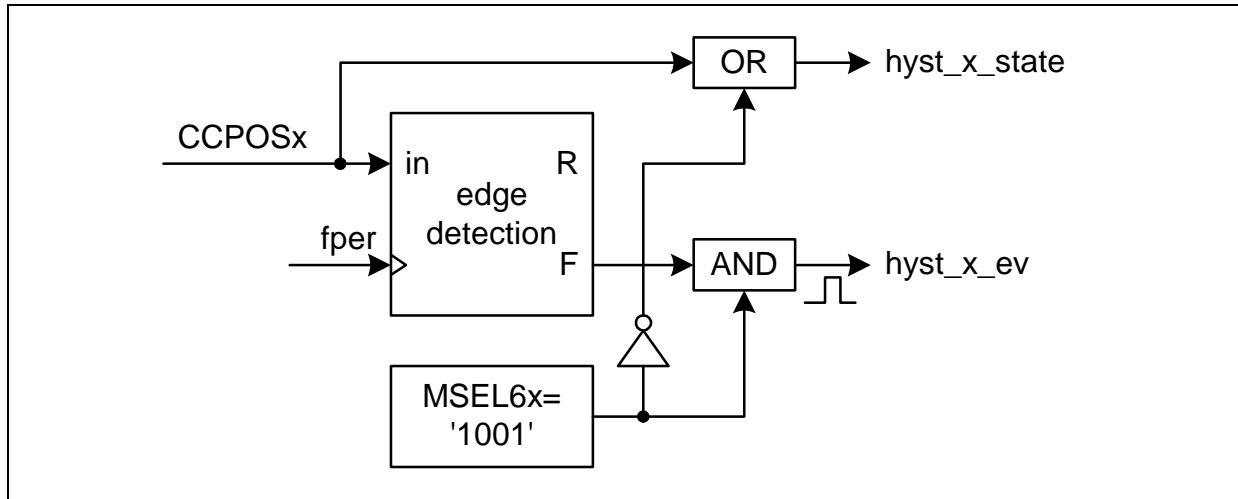 OR
hyst_x_state
CCPOSx
in
R
edge
detection
fper
F
AND
hyst_x_ev
MSEL6x=
'1001'